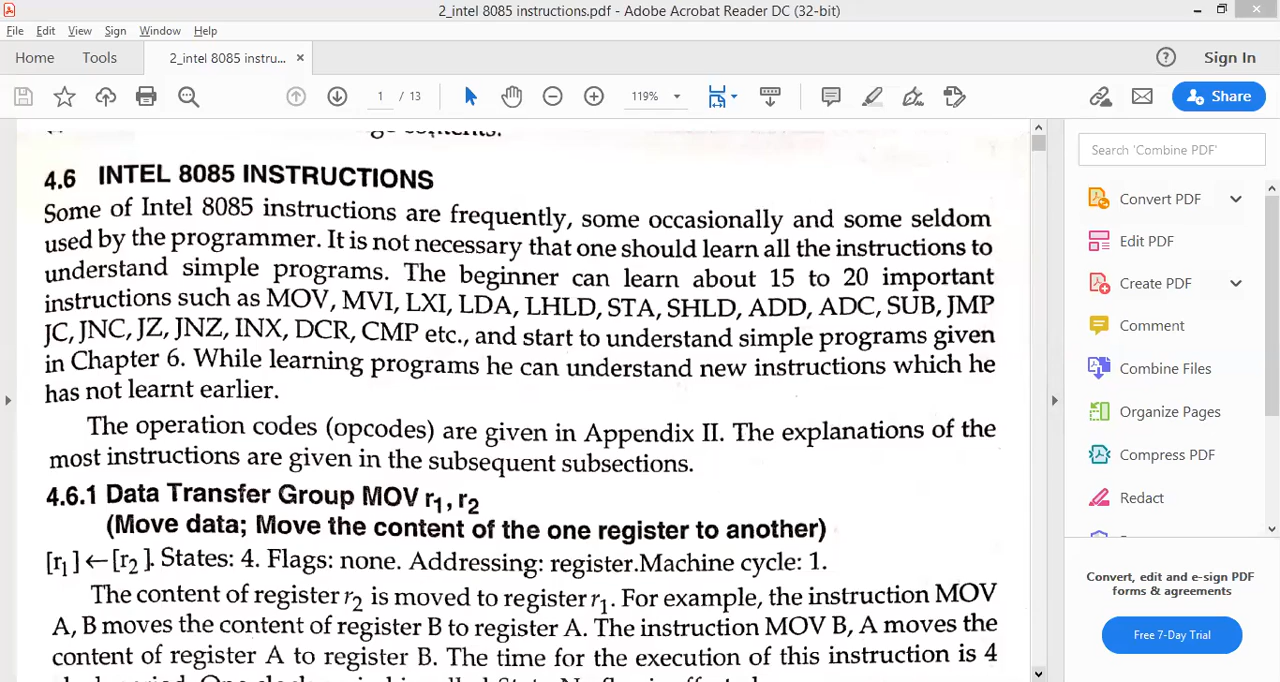 2_intel 8085 instructions.pdf - Adobe Acrobat Reader DC (32-bit)
File Edit View Sign Window Help
Home Tools 2_intel 8085 instru... × Sign In
1 / 13 119% Share
contents.
4.6 INTEL 8085 INSTRUCTIONS
Some of Intel 8085 instructions are frequently, some occasionally and some seldom
used by the programmer. It is not necessary that one should learn all the instructions to
understand simple programs. The beginner can learn about 15 to 20 important
instructions such as MOV, MVI, LXI, LDA, LHLD, STA, SHLD, ADD, ADC, SUB, JMP
JC, JNC, JZ, JNZ, INX, DCR, CMP etc., and start to understand simple programs given
in Chapter 6. While learning programs he can understand new instructions which he
has not learnt earlier.
The operation codes (opcodes) are given in Appendix II. The explanations of the
most instructions are given in the subsequent subsections.
4.6.1 Data Transfer Group MOV r₁, r₂
(Move data; Move the content of the one register to another)
[r₁] ← [r₂]. States: 4. Flags: none. Addressing: register.Machine cycle: 1.
The content of register r₂ is moved to register r₁. For example, the instruction MOV
A, B moves the content of register B to register A. The instruction MOV B, A moves the
content of register A to register B. The time for the execution of this instruction is 4
Search 'Combine PDF'
Convert PDF
Edit PDF
Create PDF
Comment
Combine Files
Organize Pages
Compress PDF
Redact
Convert, edit and e-sign PDF
forms & agreements
Free 7-Day Trial